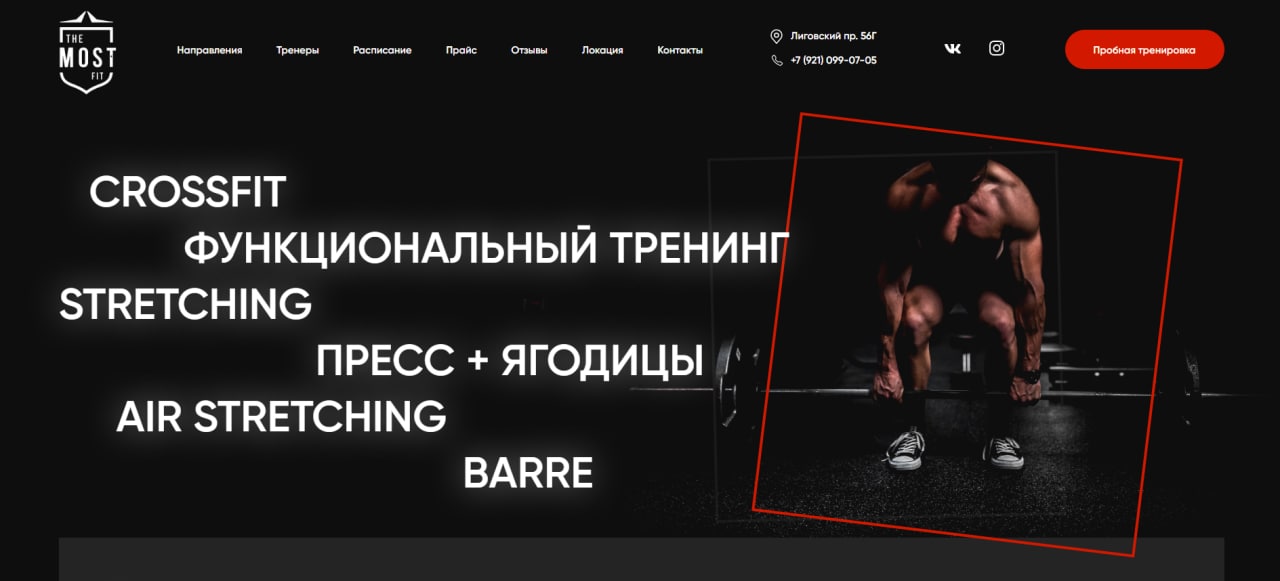 THE
MOST
FIT
Направления Тренеры Расписание Прайс Отзывы Локация Контакты
Лиговский пр. 56Г
+7 (921) 099-07-05
Пробная тренировка
CROSSFIT
ФУНКЦИОНАЛЬНЫЙ ТРЕНИНГ
STRETCHING
ПРЕСС + ЯГОДИЦЫ
AIR STRETCHING
BARRE